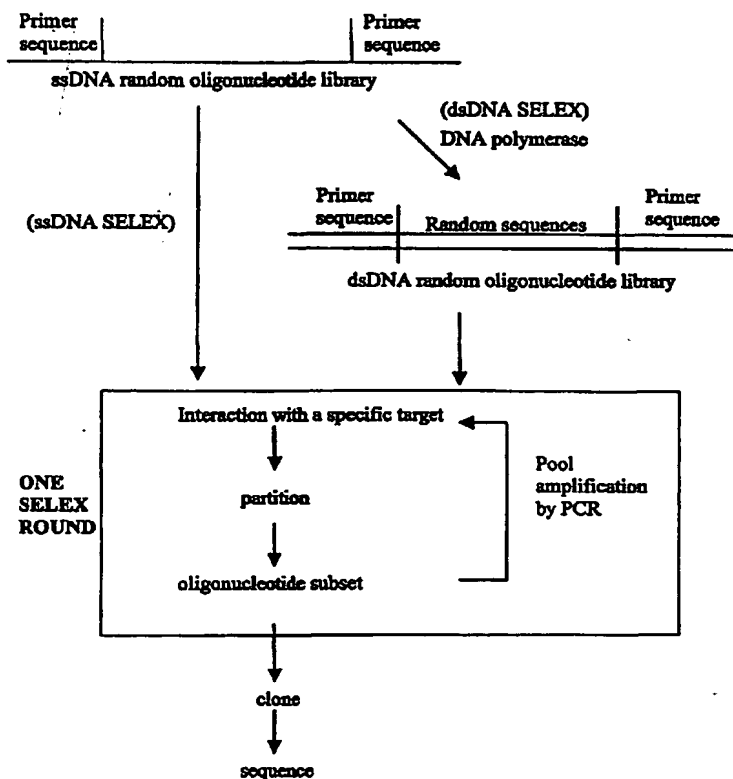 Primer
sequence
Primer
sequence
ssDNA random oligonucleotide library
(dsDNA SELEX)
DNA polymerase
(ssDNA SELEX)
Primer
sequence
Random sequences
Primer
sequence
dsDNA random oligonucleotide library
Interaction with a specific target
ONE
SELEX
ROUND
partition
Pool
amplification
by PCR
oligonucleotide subset
clone
sequence